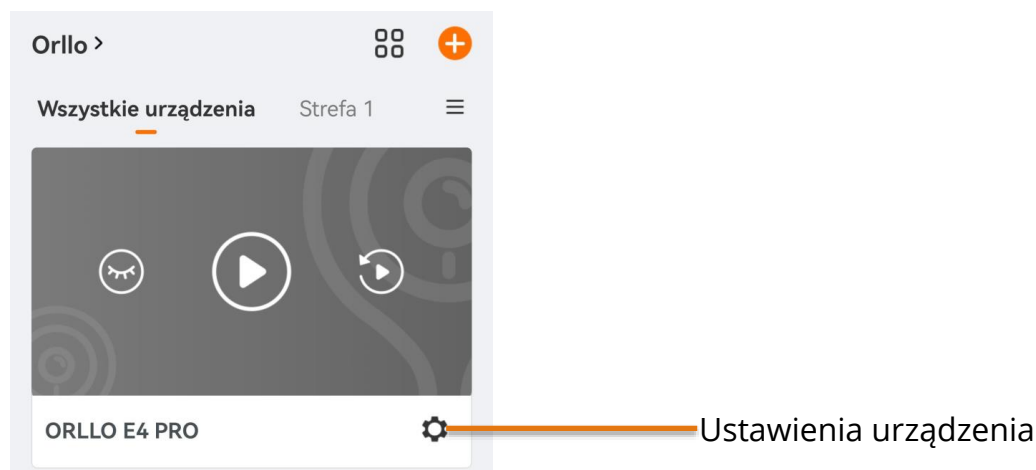 Orllo >
Wszystkie urządzenia Strefa 1
ORLLO E4 PRO
Ustawienia urządzenia